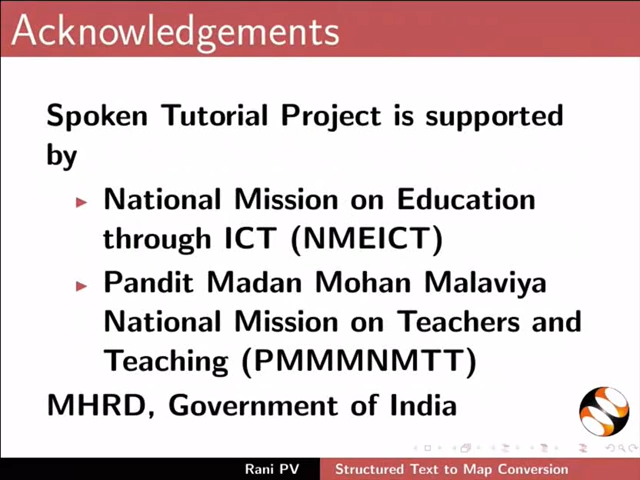 Acknowledgements
Spoken Tutorial Project is supported
by
National Mission on Education
through ICT (NMEICT)
Pandit Madan Mohan Malaviya
National Mission on Teachers and
Teaching (PMMMNMTT)
MHRD, Government of India
Rani PV Structured Text to Map Conversion